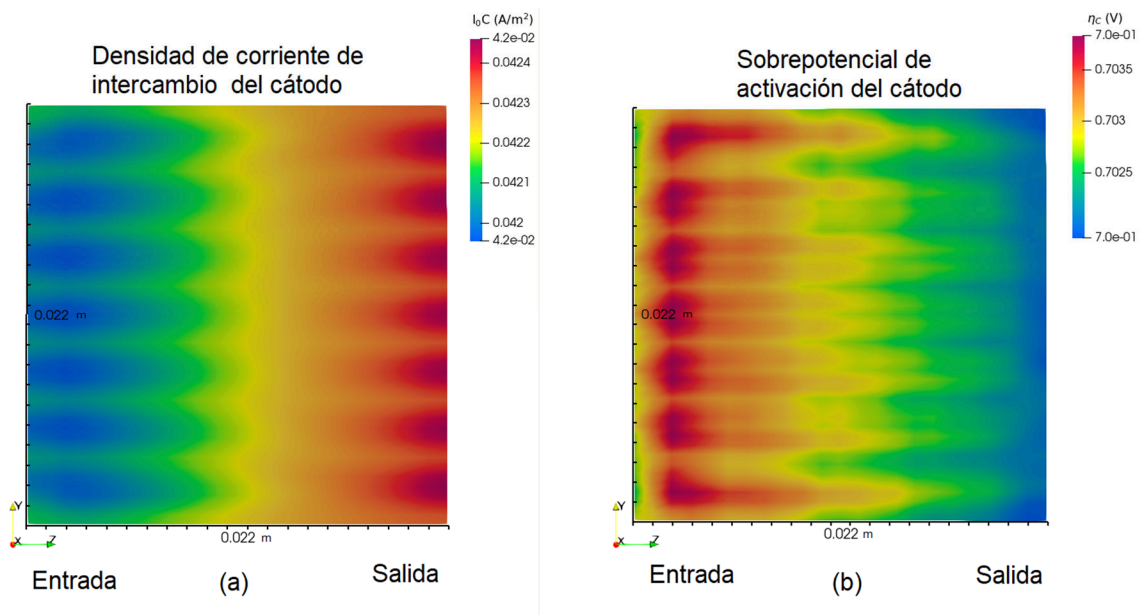 I₀C (A/m²)
4.2e-02
0.0424
0.0423
0.0422
0.0421
0.042
4.2e-02
Densidad de corriente de
intercambio del cátodo
0.022 m
0.022 m
Y
X Z
Entrada
(a)
Salida
η_C (V)
7.0e-01
0.7035
0.703
0.7025
7.0e-01
Sobrepotencial de
activación del cátodo
0.022 m
0.022 m
Y
X Z
Entrada
(b)
Salida